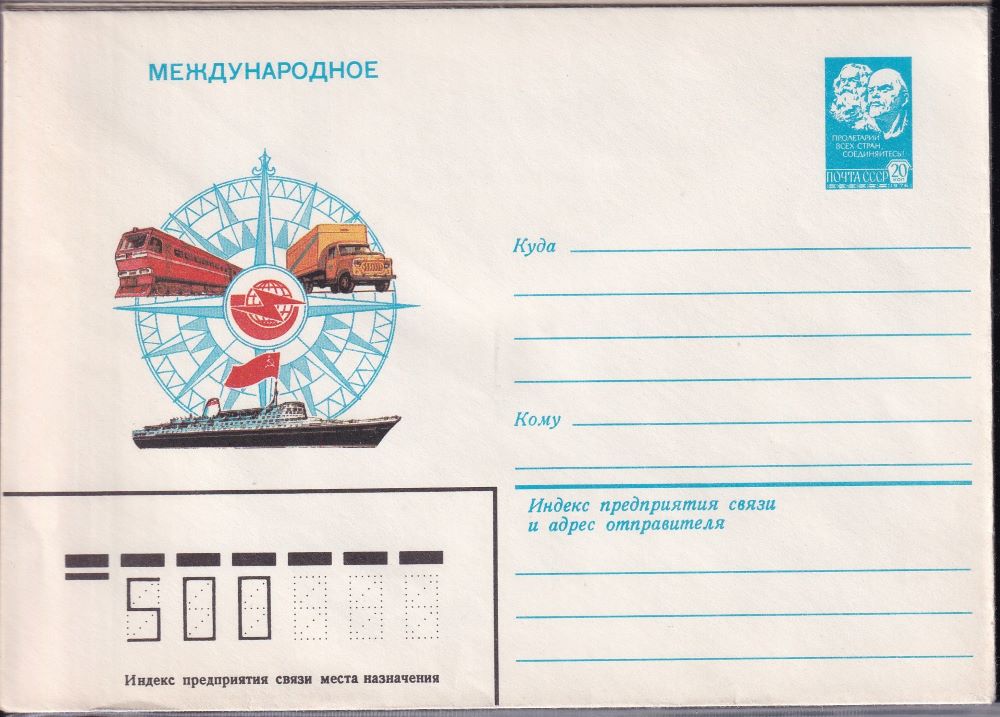 МЕЖДУНАРОДНОЕ
ПРОЛЕТАРИИ
ВСЕХ СТРАН,
СОЕДИНЯЙТЕСЬ!
ПОЧТА СССР
20
КОП
1976
Куда
Кому
Индекс предприятия связи
и адрес отправителя
500
Индекс предприятия связи места назначения